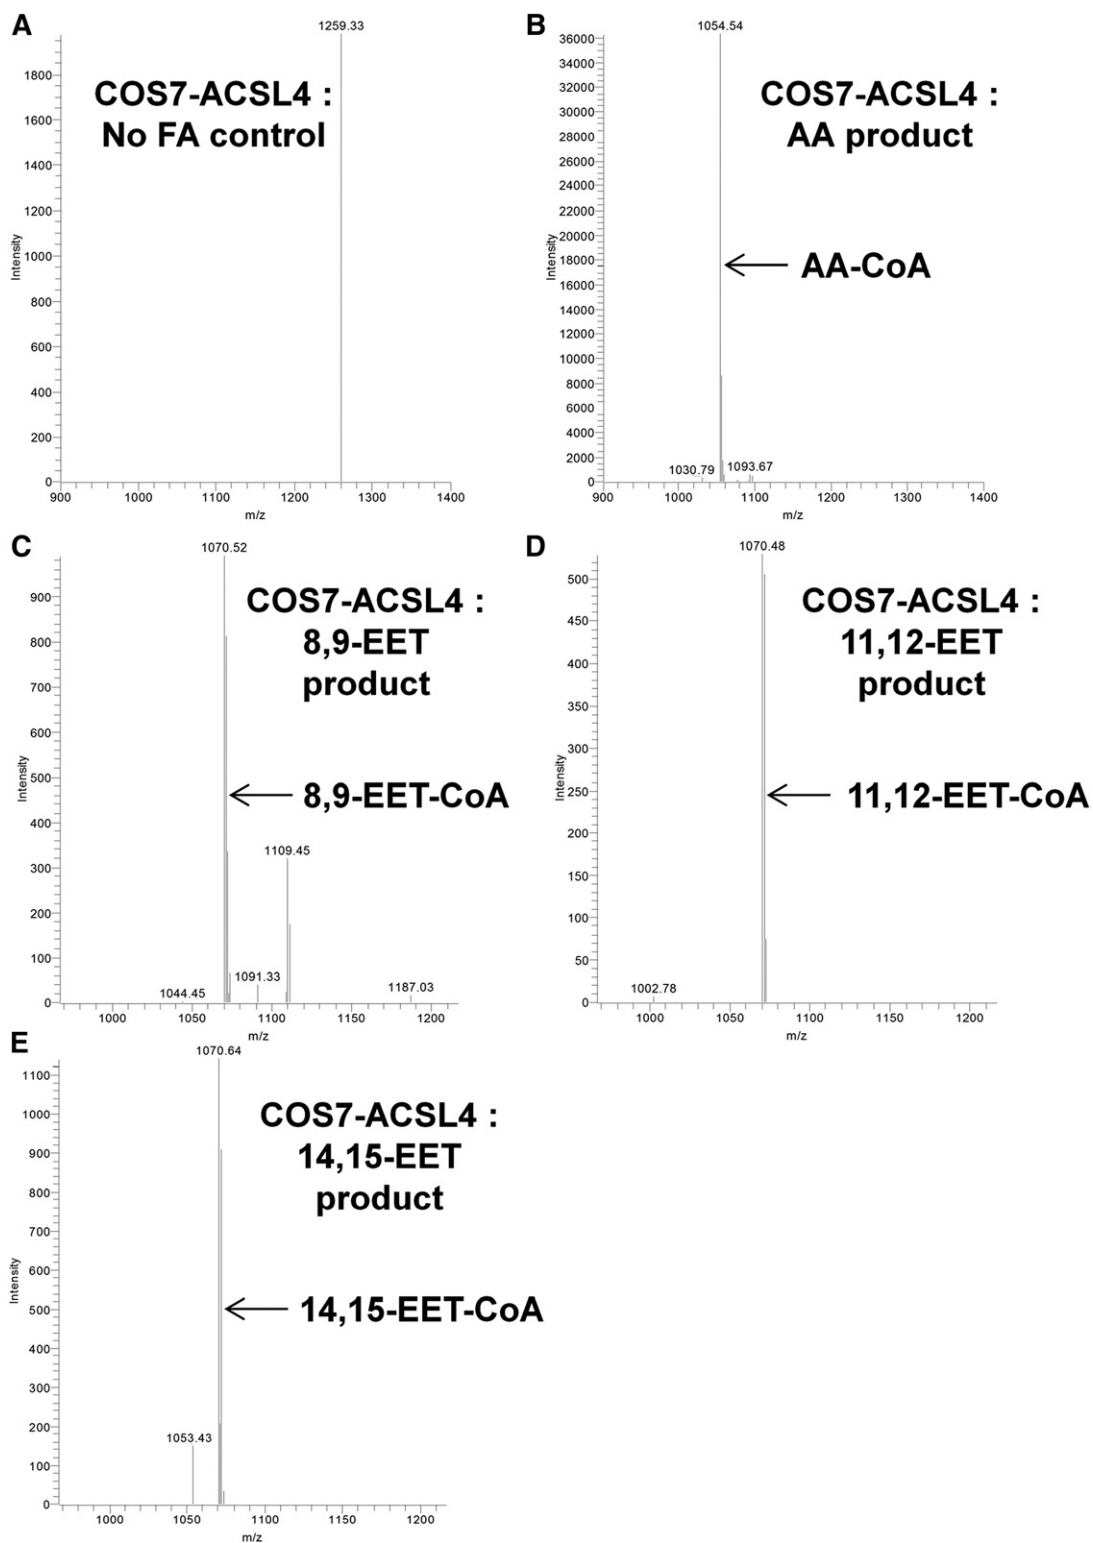 A
1259.33
COS7-ACSL4 :
No FA control
1800
1600
1400
1200
1000
800
600
400
200
0
Intensity
900 1000 1100 1200 1300 1400
m/z
B
1054.54
COS7-ACSL4 :
AA product
AA-CoA
36000
34000
32000
30000
28000
26000
24000
22000
20000
18000
16000
14000
12000
10000
8000
6000
4000
2000
0
Intensity
1030.79
1093.67
900 1000 1100 1200 1300 1400
m/z
C
1070.52
COS7-ACSL4 :
8,9-EET
product
8,9-EET-CoA
900
800
700
600
500
400
300
200
100
0
Intensity
1109.45
1091.33
1044.45
1187.03
1000 1050 1100 1150 1200
m/z
D
1070.48
COS7-ACSL4 :
11,12-EET
product
11,12-EET-CoA
500
450
400
350
300
250
200
150
100
50
0
Intensity
1002.78
1000 1050 1100 1150 1200
m/z
E
1070.64
COS7-ACSL4 :
14,15-EET
product
14,15-EET-CoA
1100
1000
900
800
700
600
500
400
300
200
100
0
Intensity
1053.43
1000 1050 1100 1150 1200
m/z